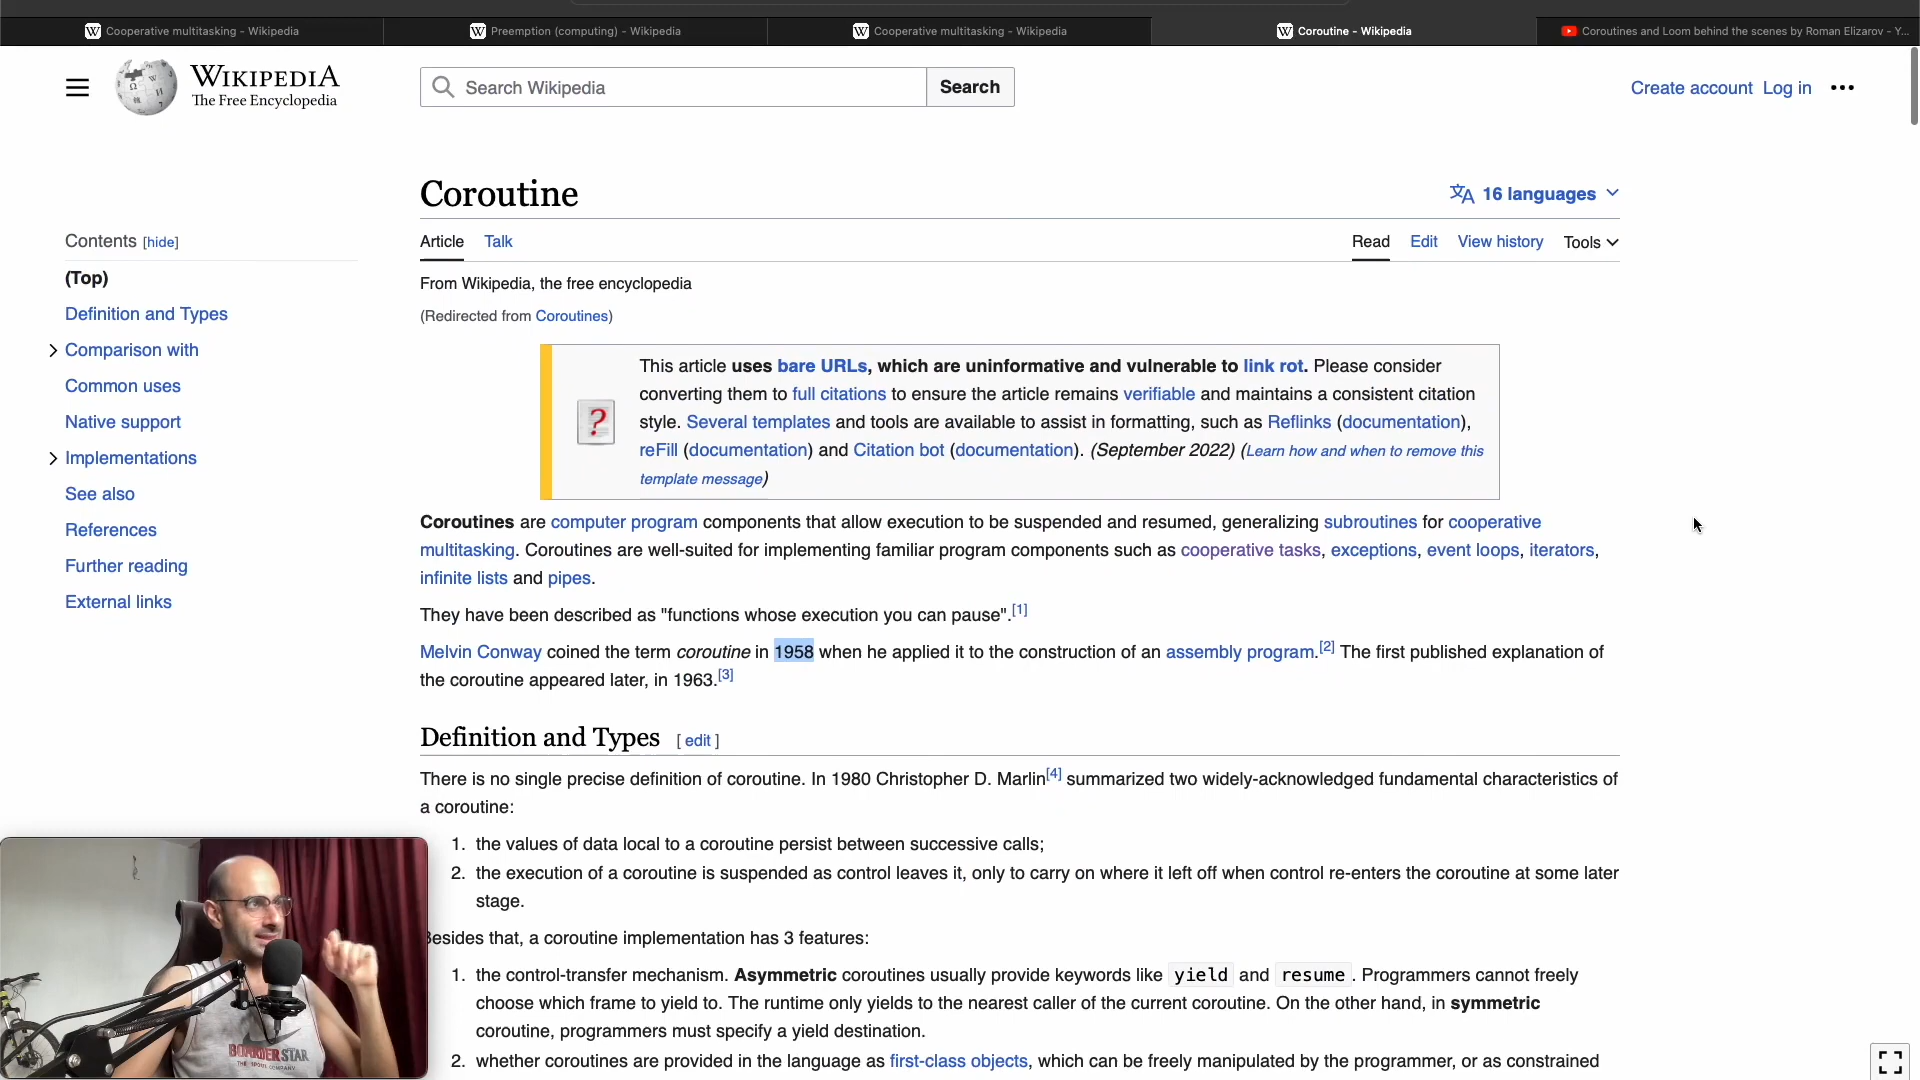 Cooperative multitasking - Wikipedia
Preemption (computing) - Wikipedia
Cooperative multitasking - Wikipedia
Coroutine - Wikipedia
Coroutines and Loom behind the scenes by Roman Elizarov - Y...
WIKIPEDIA
The Free Encyclopedia
Search Wikipedia
Search
Create account Log in
Coroutine
16 languages
Contents [hide]
(Top)
Definition and Types
Comparison with
Common uses
Native support
Implementations
See also
References
Further reading
External links
Article Talk
Read Edit View history Tools
From Wikipedia, the free encyclopedia
(Redirected from Coroutines)
This article uses bare URLs, which are uninformative and vulnerable to link rot. Please consider
converting them to full citations to ensure the article remains verifiable and maintains a consistent citation
style. Several templates and tools are available to assist in formatting, such as Reflinks (documentation),
reFill (documentation) and Citation bot (documentation). (September 2022) (Learn how and when to remove this
template message)
Coroutines are computer program components that allow execution to be suspended and resumed, generalizing subroutines for cooperative
multitasking. Coroutines are well-suited for implementing familiar program components such as cooperative tasks, exceptions, event loops, iterators,
infinite lists and pipes.
They have been described as "functions whose execution you can pause".[1]
Melvin Conway coined the term coroutine in 1958 when he applied it to the construction of an assembly program.[2] The first published explanation of
the coroutine appeared later, in 1963.[3]
Definition and Types [ edit ]
There is no single precise definition of coroutine. In 1980 Christopher D. Marlin[4] summarized two widely-acknowledged fundamental characteristics of
a coroutine:
1. the values of data local to a coroutine persist between successive calls;
2. the execution of a coroutine is suspended as control leaves it, only to carry on where it left off when control re-enters the coroutine at some later
stage.
Besides that, a coroutine implementation has 3 features:
1. the control-transfer mechanism. Asymmetric coroutines usually provide keywords like yield and resume. Programmers cannot freely
choose which frame to yield to. The runtime only yields to the nearest caller of the current coroutine. On the other hand, in symmetric
coroutine, programmers must specify a yield destination.
2. whether coroutines are provided in the language as first-class objects, which can be freely manipulated by the programmer, or as constrained